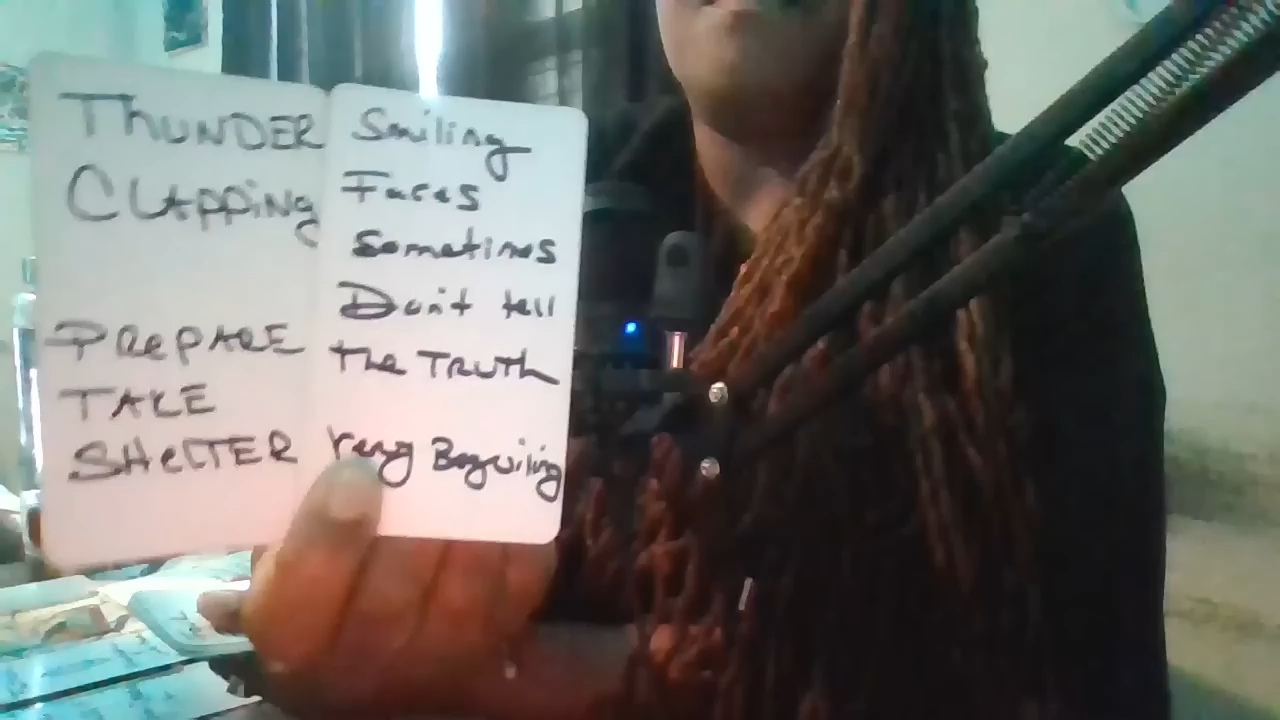 THUNDER
CLAPPING
PREPARE
TAKE
SHELTER
Smiling
Faces
Sometimes
Don't tell
The TRUTH
Very Beguiling